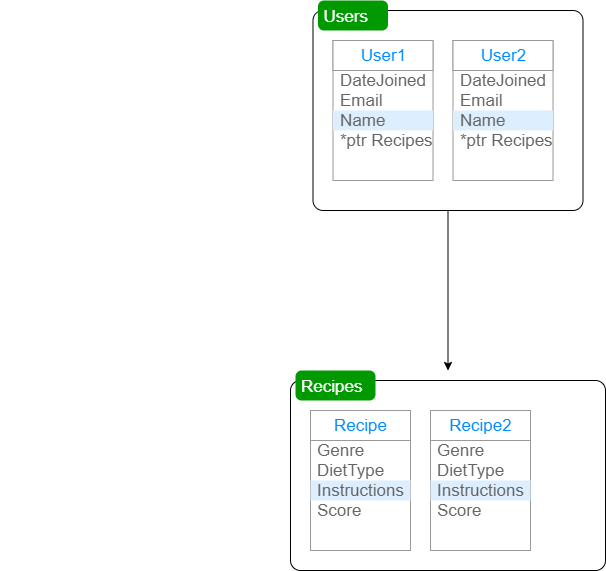 Users
User1
DateJoined
Email
Name
*ptr Recipes
User2
DateJoined
Email
Name
*ptr Recipes
Recipes
Recipe
Genre
DietType
Instructions
Score
Recipe2
Genre
DietType
Instructions
Score